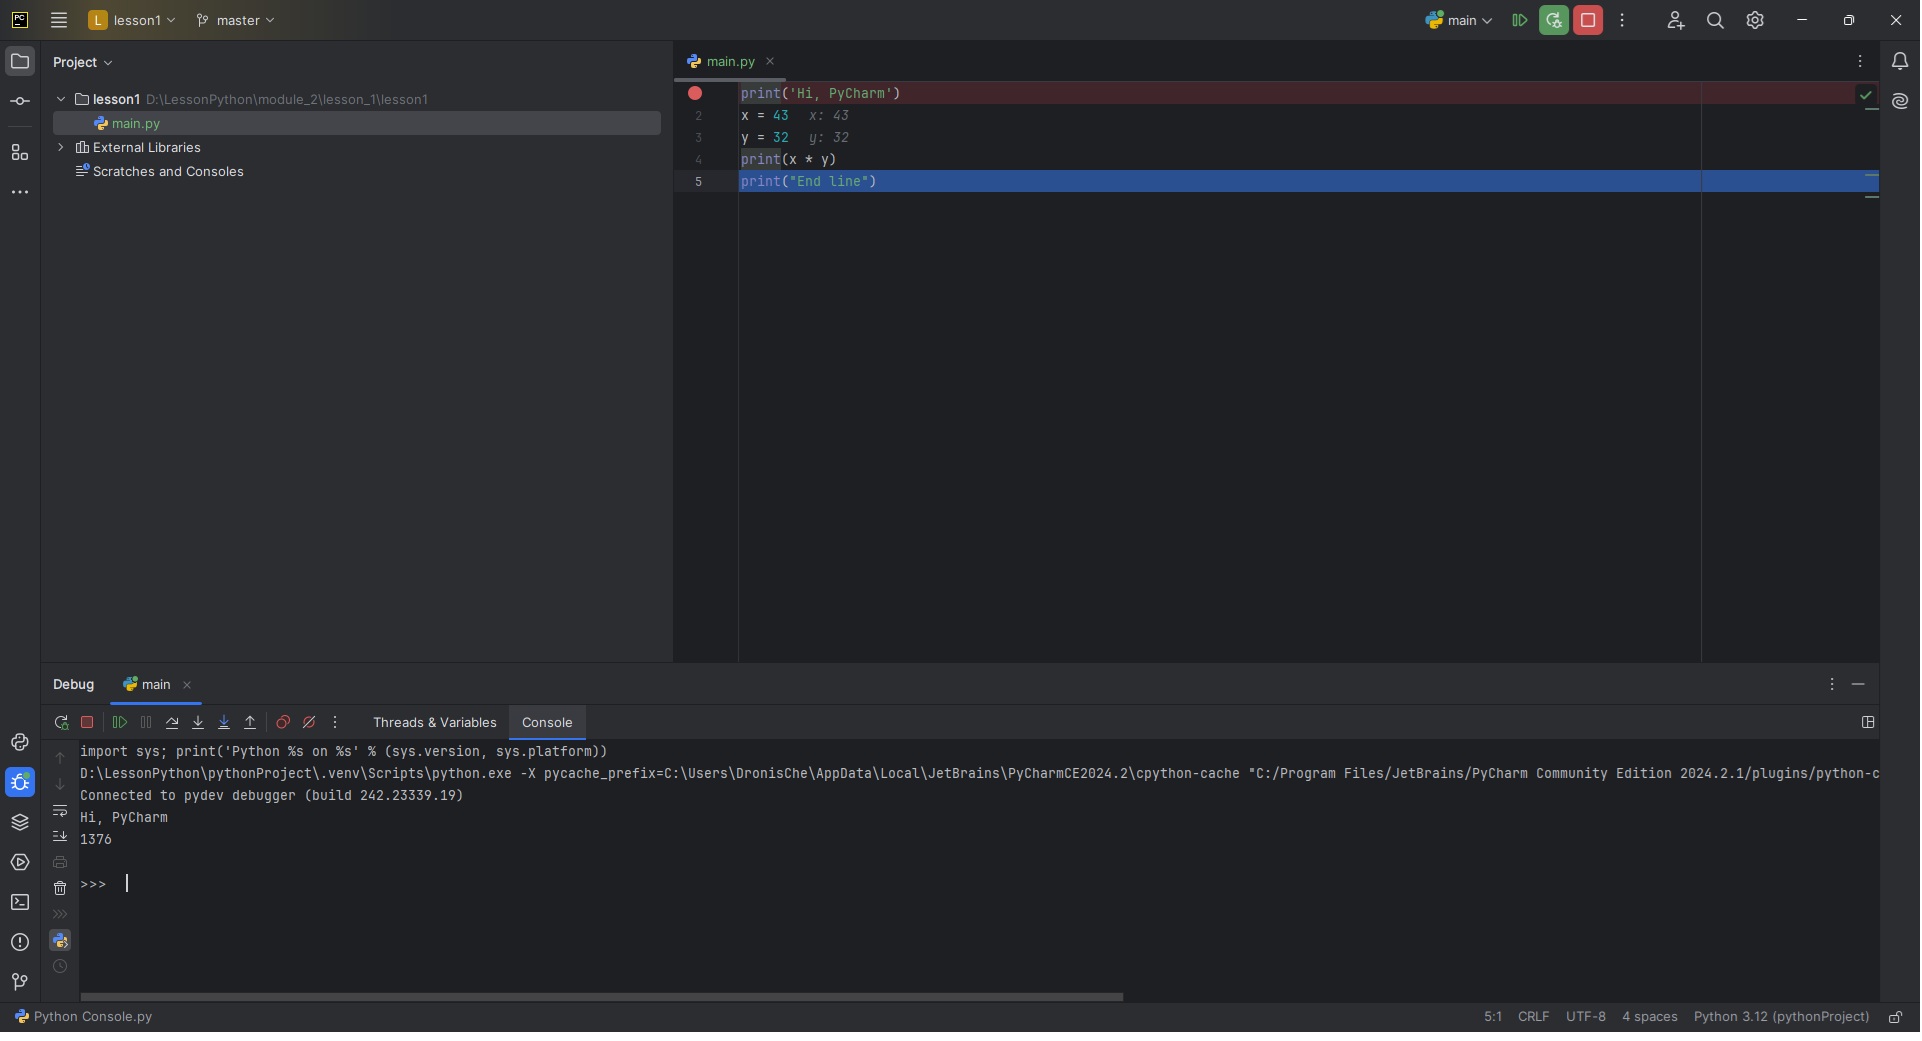 PC
L lesson1 master main
Project
main.py
lesson1 D:\LessonPython\module_2\lesson_1\lesson1
main.py
External Libraries
Scratches and Consoles
print('Hi, PyCharm')
2 x = 43 x: 43
3 y = 32 y: 32
4 print(x * y)
5 print("End line")
Debug main
Threads & Variables Console
import sys; print('Python %s on %s' % (sys.version, sys.platform))
D:\LessonPython\pythonProject\.venv\Scripts\python.exe -X pycache_prefix=C:\Users\DronisChe\AppData\Local\JetBrains\PyCharmCE2024.2\cpython-cache "C:/Program Files/JetBrains/PyCharm Community Edition 2024.2.1/plugins/python-c
Connected to pydev debugger (build 242.23339.19)
Hi, PyCharm
1376
>>>
Python Console.py 5:1 CRLF UTF-8 4 spaces Python 3.12 (pythonProject)